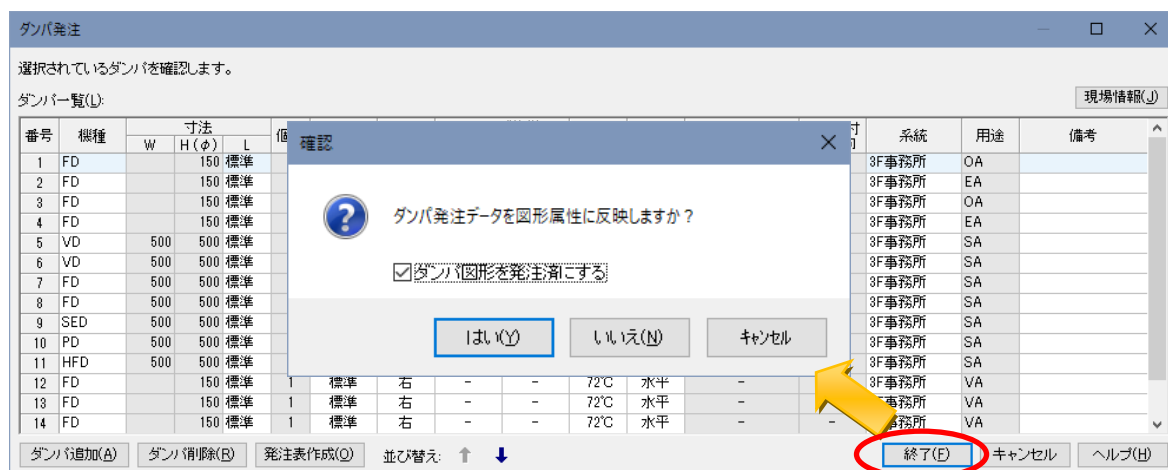 ダンパ発注
選択されているダンパを確認します。
ダンパ一覧(L):
現場情報(J)
番号 機種 寸法 系統 用途 備考
W H(φ) L
1 FD 150 標準 3F事務所 OA
2 FD 150 標準 3F事務所 EA
3 FD 150 標準 3F事務所 OA
4 FD 150 標準 3F事務所 EA
5 VD 500 500 標準 3F事務所 SA
6 VD 500 500 標準 3F事務所 SA
7 FD 500 500 標準 3F事務所 SA
8 FD 500 500 標準 3F事務所 SA
9 SED 500 500 標準 3F事務所 SA
10 PD 500 500 標準 3F事務所 SA
11 HFD 500 500 標準 3F事務所 SA
12 FD 150 標準 1 標準 右 - - 72℃ 水平 - 3F事務所 VA
13 FD 150 標準 1 標準 右 - - 72℃ 水平 - 3F事務所 VA
14 FD 150 標準 1 標準 右 - - 72℃ 水平 - - 事務所 VA
確認
ダンパ発注データを図形属性に反映しますか?
ダンパ図形を発注済にする
はい(Y) いいえ(N) キャンセル
ダンパ追加(A) ダンパ削除(R) 発注表作成(O) 並び替え: ↑ ↓ 終了(F) キャンセル ヘルプ(H)